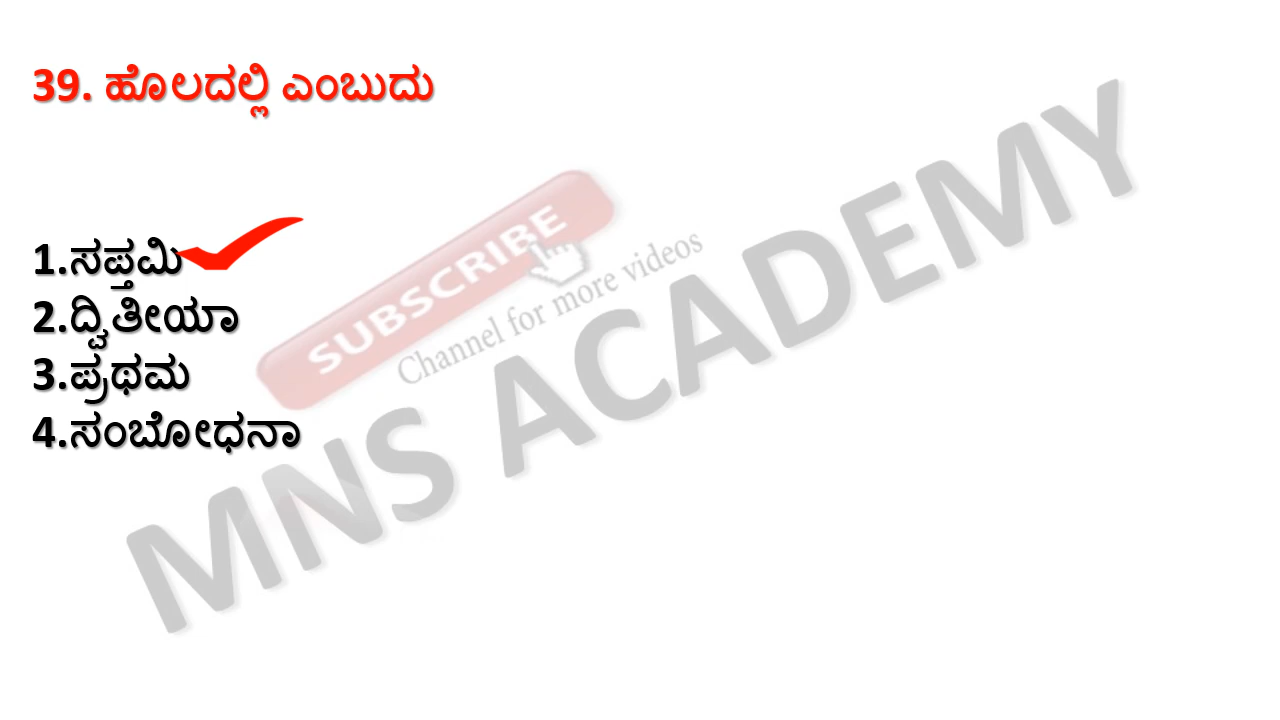 39. ಹೊಲದಲ್ಲಿ ಎಂಬುದು
1.ಸಪ್ತಮಿ
2.ದ್ವಿತೀಯಾ
3.ಪ್ರಥಮ
4.ಸಂಬೋಧನಾ
SUBSCRIBE
Channel for more videos
MNS ACADEMY